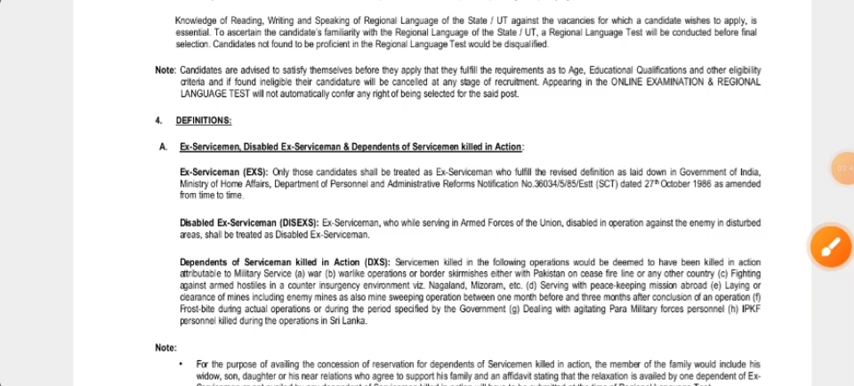 Knowledge of Reading, Writing and Speaking of Regional Language of the State / UT against the vacancies for which a candidate wishes to apply, is
essential. To ascertain the candidate's familiarity with the Regional Language of the State / UT, a Regional Language Test will be conducted before final
selection. Candidates not found to be proficient in the Regional Language Test would be disqualified.
Note: Candidates are advised to satisfy themselves before they apply that they fulfill the requirements as to Age, Educational Qualifications and other eligibility
criteria and if found ineligible their candidature will be cancelled at any stage of recruitment. Appearing in the ONLINE EXAMINATION & REGIONAL
LANGUAGE TEST will not automatically confer any right of being selected for the said post.
4. DEFINITIONS:
A. Ex-Servicemen, Disabled Ex-Serviceman & Dependents of Servicemen killed in Action:
Ex-Serviceman (EXS): Only those candidates shall be treated as Ex-Serviceman who fulfill the revised definition as laid down in Government of India,
Ministry of Home Affairs, Department of Personnel and Administrative Reforms Notification No.36034/5/85/Estt (SCT) dated 27th October 1986 as amended
from time to time.
Disabled Ex-Serviceman (DISEXS): Ex-Serviceman, who while serving in Armed Forces of the Union, disabled in operation against the enemy in disturbed
areas, shall be treated as Disabled Ex-Serviceman.
Dependents of Serviceman killed in Action (DXS): Servicemen killed in the following operations would be deemed to have been killed in action
attributable to Military Service (a) war (b) warlike operations or border skirmishes either with Pakistan on cease fire line or any other country (c) Fighting
against armed hostiles in a counter insurgency environment viz. Nagaland, Mizoram, etc. (d) Serving with peace-keeping mission abroad (e) Laying or
clearance of mines including enemy mines as also mine sweeping operation between one month before and three months after conclusion of an operation (f)
Frost-bite during actual operations or during the period specified by the Government (g) Dealing with agitating Para Military forces personnel (h) IPKF
personnel killed during the operations in Sri Lanka.
Note:
• For the purpose of availing the concession of reservation for dependents of Servicemen killed in action, the member of the family would include his
widow, son, daughter or his near relations who agree to support his family and an affidavit stating that the relaxation is availed by one dependent of Ex-